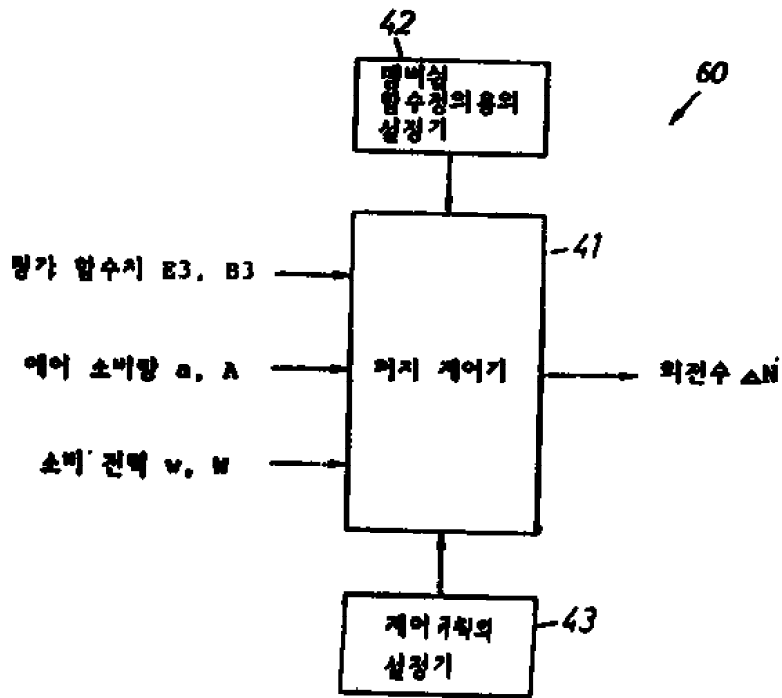 42
멤버쉽
함수정의용의
설정기
60
41
평가 함수치 E3, B3
에어 소비량 a, A
퍼지 제어기
회전수 △N
소비 전력 w, W
제어규칙의
설정기
43